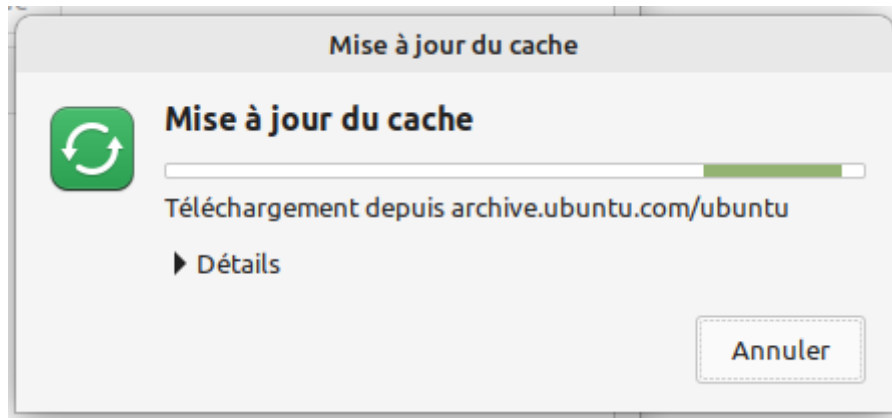 Mise à jour du cache
Mise à jour du cache
Téléchargement depuis archive.ubuntu.com/ubuntu
Détails
Annuler